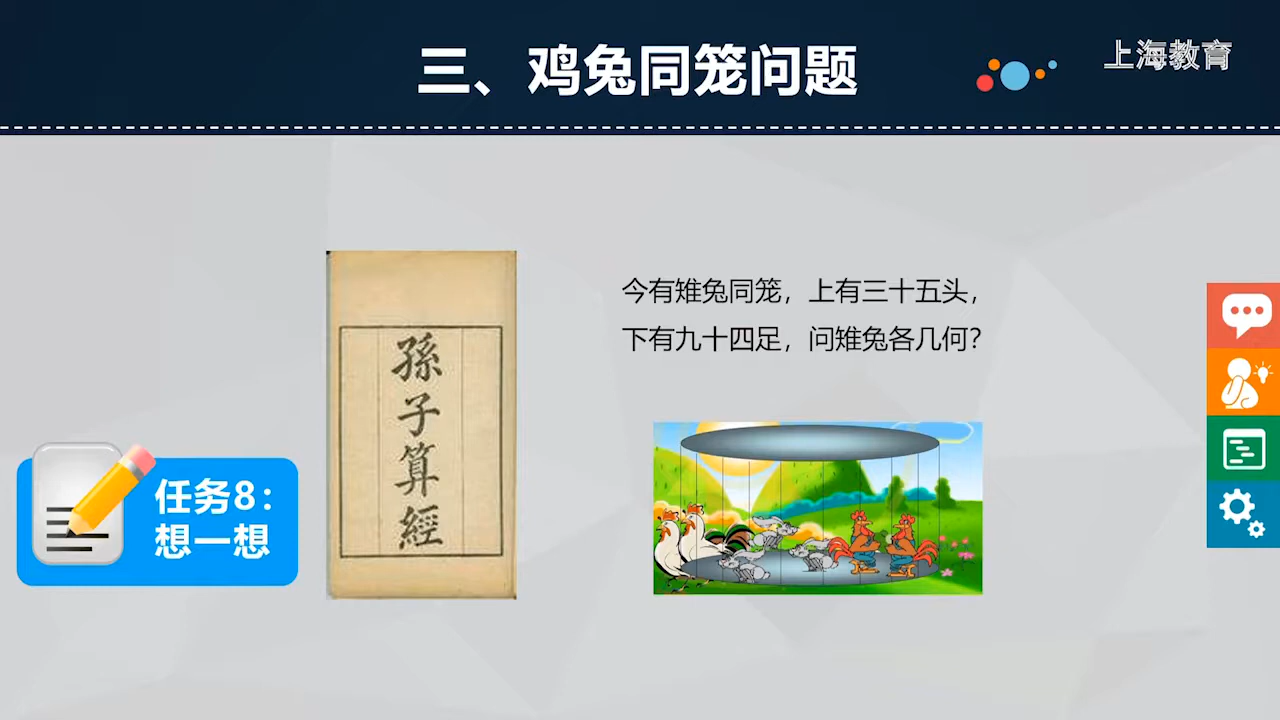 三、鸡兔同笼问题
上海教育
今有雉兔同笼，上有三十五头，
下有九十四足，问雉兔各几何？
孫子算經
任务8：
想一想